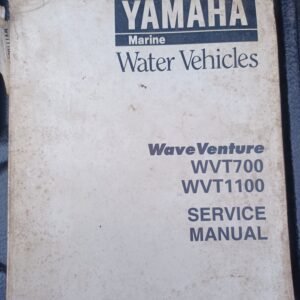 YAMAHA
Marine
Water Vehicles
WaveVenture
WVT700
WVT1100
SERVICE
MANUAL